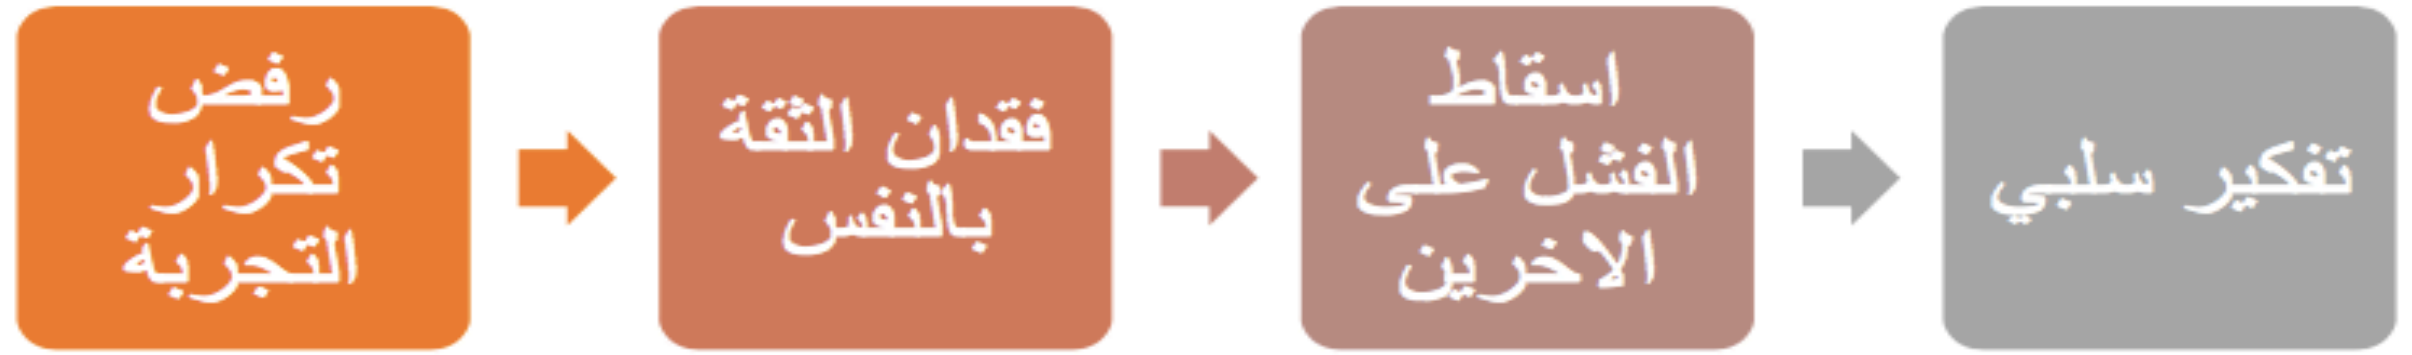 رفض
تكرار
التجربة
فقدان الثقة
بالنفس
اسقاط
الفشل على
الاخرين
تفكير سلبي